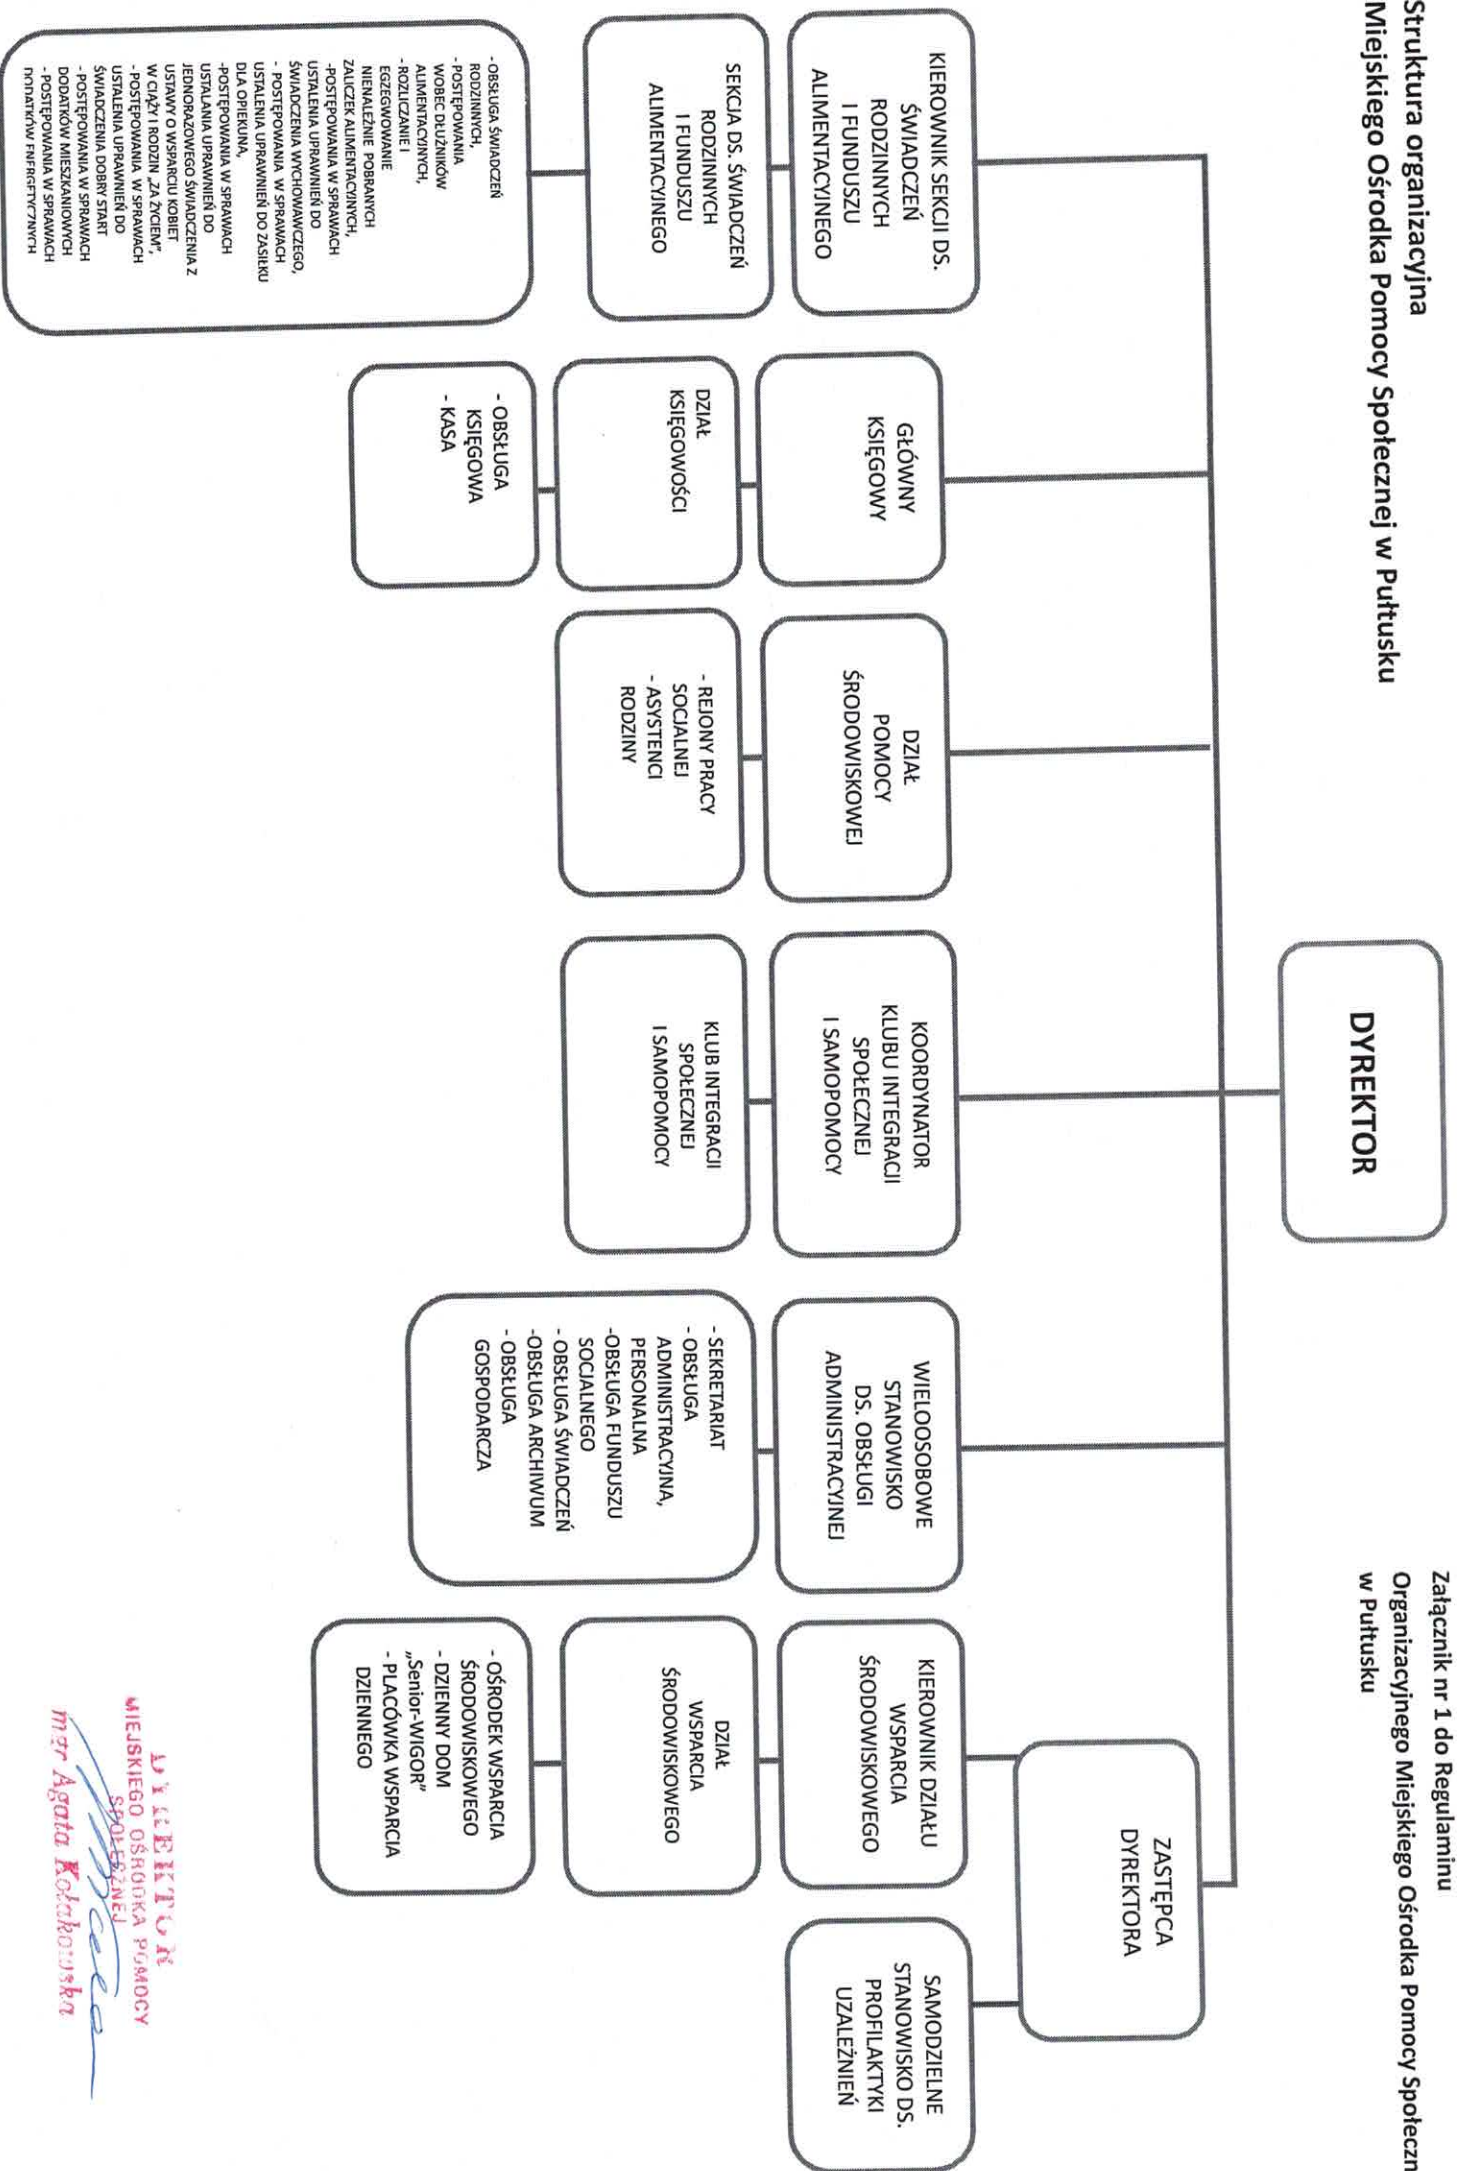 Załącznik nr 1 do Regulaminu
Organizacyjnego Miejskiego Ośrodka Pomocy Społeczn
w Pułtusku
Struktura organizacyjna
Miejskiego Ośrodka Pomocy Społecznej w Pułtusku
DYREKTOR
ZASTĘPCA
DYREKTORA
KIEROWNIK SEKCJI DS.
ŚWIADCZEŃ
RODZINNYCH
I FUNDUSZU
ALIMENTACYJNEGO
GŁÓWNY
KSIĘGOWY
DZIAŁ
POMOCY
ŚRODOWISKOWEJ
KOORDYNATOR
KLUBU INTEGRACJI
SPOŁECZNEJ
I SAMOPOMOCY
WIELOOSOBOWE
STANOWISKO
DS. OBSŁUGI
ADMINISTRACYJNEJ
KIEROWNIK DZIAŁU
WSPARCIA
ŚRODOWISKOWEGO
SAMODZIELNE
STANOWISKO DS.
PROFILAKTYKI
UZALEŻNIEŃ
SEKCJA DS. ŚWIADCZEŃ
RODZINNYCH
I FUNDUSZU
ALIMENTACYJNEGO
DZIAŁ
KSIĘGOWOŚCI
- REJONY PRACY
SOCJALNEJ
- ASYSTENCI
RODZINY
KLUB INTEGRACJI
SPOŁECZNEJ
I SAMOPOMOCY
- SEKRETARIAT
- OBSŁUGA
ADMINISTRACYJNA,
PERSONALNA
-OBSŁUGA FUNDUSZU
SOCJALNEGO
- OBSŁUGA ŚWIADCZEŃ
-OBSŁUGA ARCHIWUM
- OBSŁUGA
GOSPODARCZA
DZIAŁ
WSPARCIA
ŚRODOWISKOWEGO
- OBSŁUGA ŚWIADCZEŃ
RODZINNYCH,
- POSTĘPOWANIA
WOBEC DŁUŻNIKÓW
ALIMENTACYJNYCH,
- ROZLICZANIE I
EGZEGWOWANIE
NIENALEŻNIE POBRANYCH
ZALICZEK ALIMENTACYJNYCH,
-POSTĘPOWANIA W SPRAWACH
USTALENIA UPRAWNIEŃ DO
ŚWIADCZENIA WYCHOWAWCZEGO,
- POSTĘPOWANIA W SPRAWACH
USTALENIA UPRAWNIEŃ DO ZASIŁKU
DLA OPIEKUNA,
-POSTĘPOWANIA W SPRAWACH
USTALANIA UPRAWNIEŃ DO
JEDNORAZOWEGO ŚWIADCZENIA Z
USTAWY O WSPARCIU KOBIET
W CIĄŻY I RODZIN „ZA ŻYCIEM”,
- POSTĘPOWANIA W SPRAWACH
USTALENIA UPRAWNIEŃ DO
ŚWIADCZENIA DOBRY START
- POSTĘPOWANIA W SPRAWACH
DODATKÓW MIESZKANIOWYCH
- POSTĘPOWANIA W SPRAWACH
DODATKÓW ENERGETYCZNYCH
- OBSŁUGA
KSIĘGOWA
- KASA
- OŚRODEK WSPARCIA
ŚRODOWISKOWEGO
- DZIENNY DOM
„Senior-WIGOR”
- PLACÓWKA WSPARCIA
DZIENNEGO
DYREKTOR
MIEJSKIEGO OŚRODKA POMOCY
SPOŁECZNEJ
mgr Agata Kołakowska